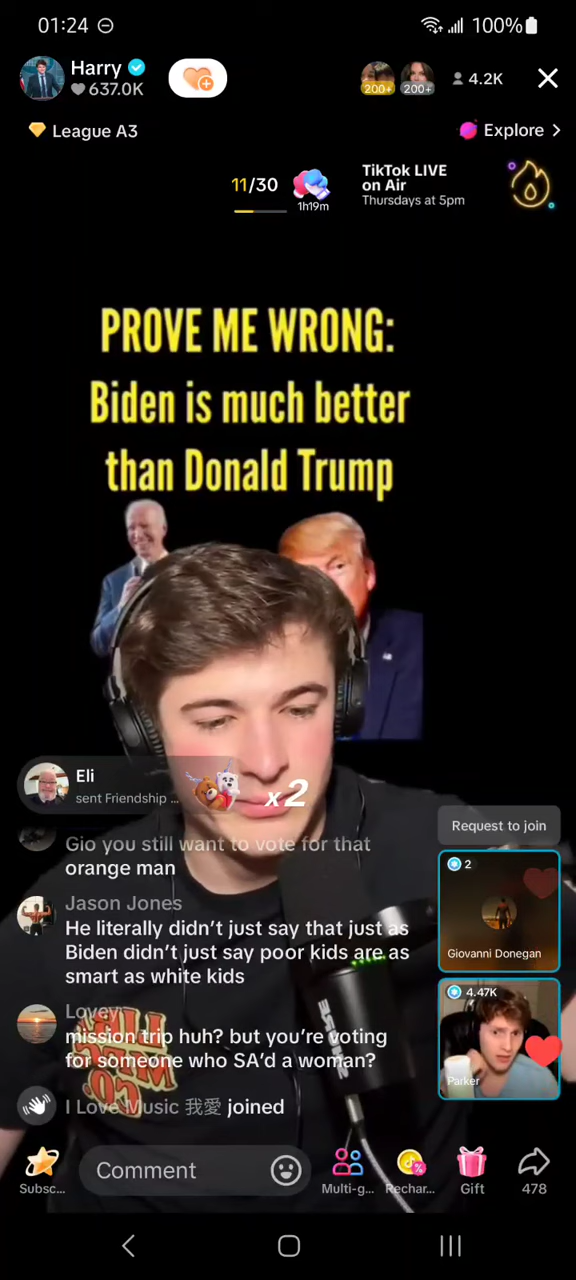 01:24
100%
Harry
637.0K
200+
200+
4.2K
League A3
Explore
11/30
1h19m
TikTok LIVE
on Air
Thursdays at 5pm
PROVE ME WRONG:
Biden is much better
than Donald Trump
Eli
sent Friendship ...
x2
Request to join
Gio you still want to vote for that
orange man
2
Giovanni Donegan
Jason Jones
He literally didn't just say that just as
Biden didn't just say poor kids are as
smart as white kids
4.47K
Parker
Lovey
mission trip huh? but you're voting
for someone who SA'd a woman?
I Love Music 我愛 joined
Comment
Subsc...
Multi-g...
Rechar...
Gift
478